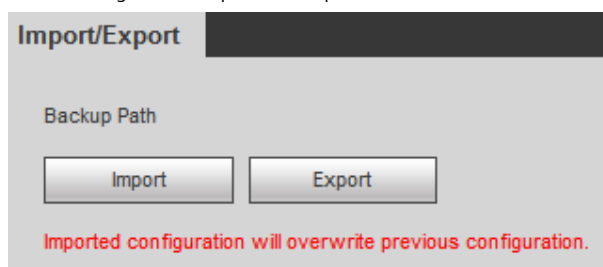 Import/Export
Backup Path
Import Export
Imported configuration will overwrite previous configuration.